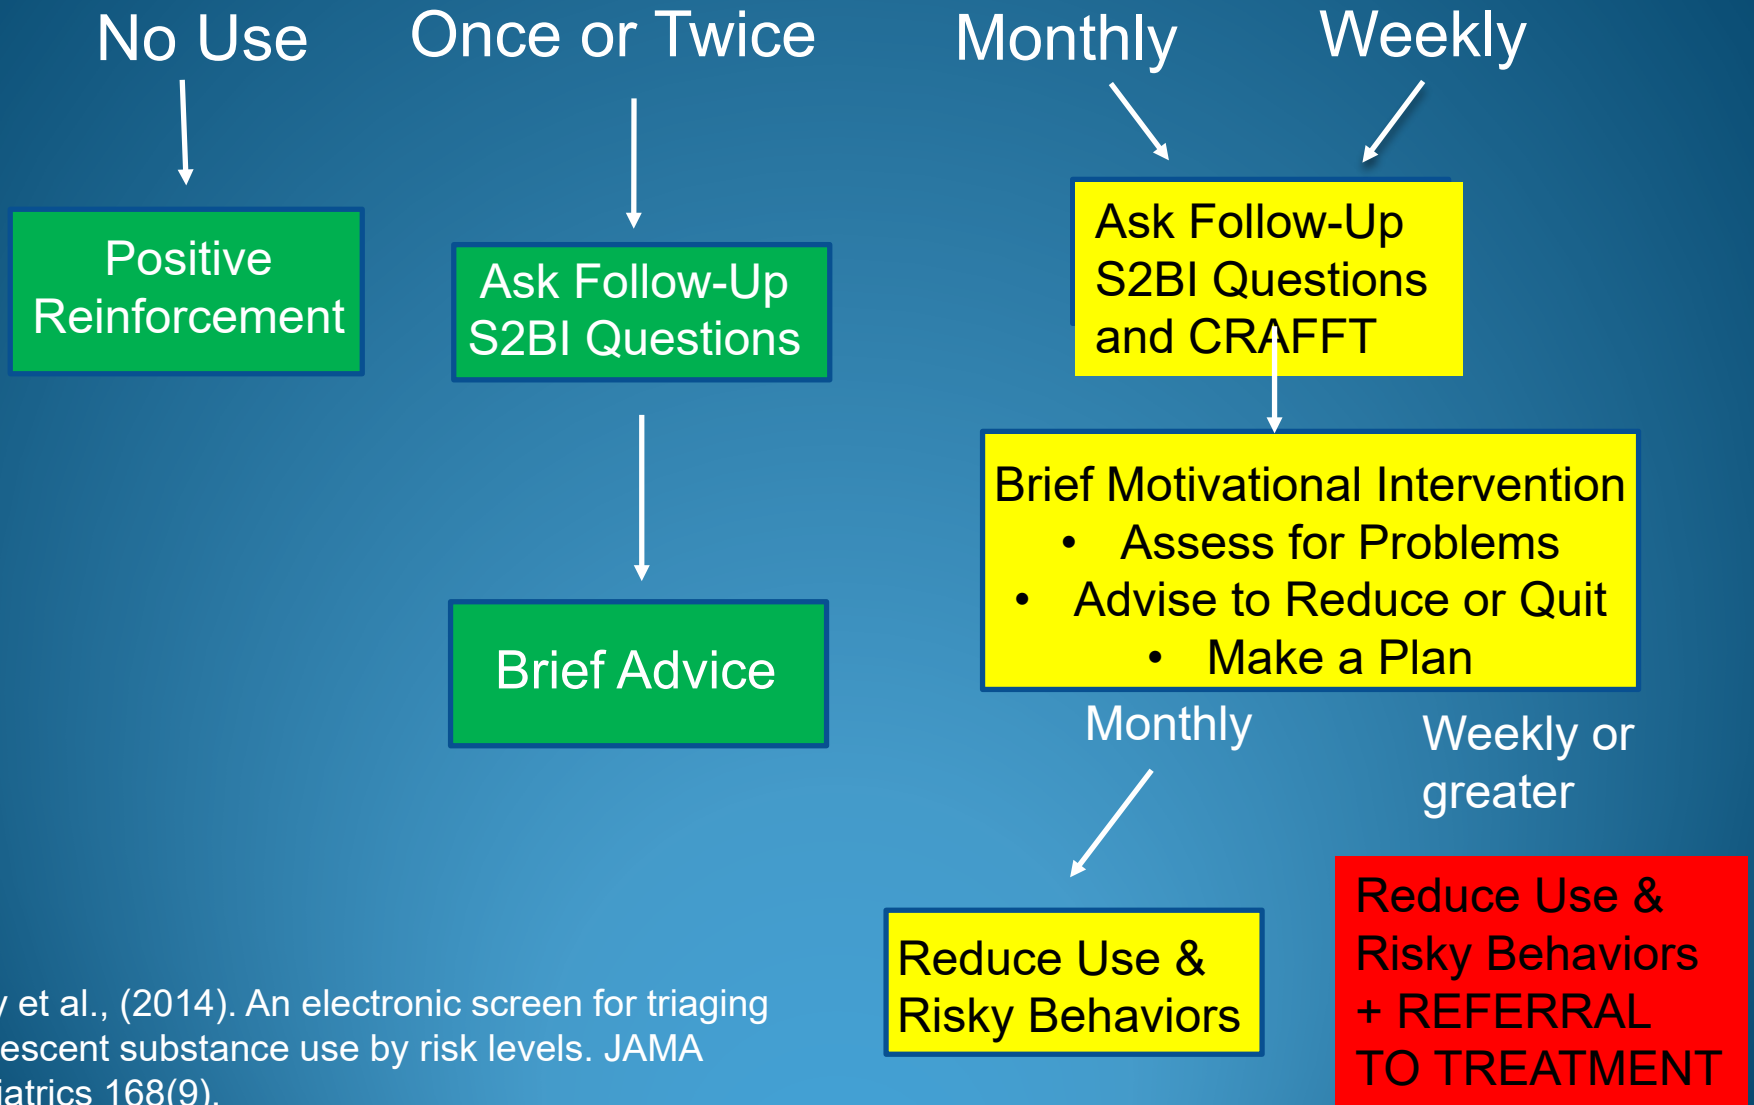 No Use
Once or Twice
Monthly
Weekly
Positive
Reinforcement
Ask Follow-Up
S2BI Questions
Ask Follow-Up
S2BI Questions
and CRAFFT
Brief Advice
Brief Motivational Intervention
• Assess for Problems
• Advise to Reduce or Quit
• Make a Plan
Monthly
Weekly or
greater
Reduce Use &
Risky Behaviors
Reduce Use &
Risky Behaviors
+ REFERRAL
TO TREATMENT
y et al., (2014). An electronic screen for triaging
escent substance use by risk levels. JAMA
iatrics 168(9).